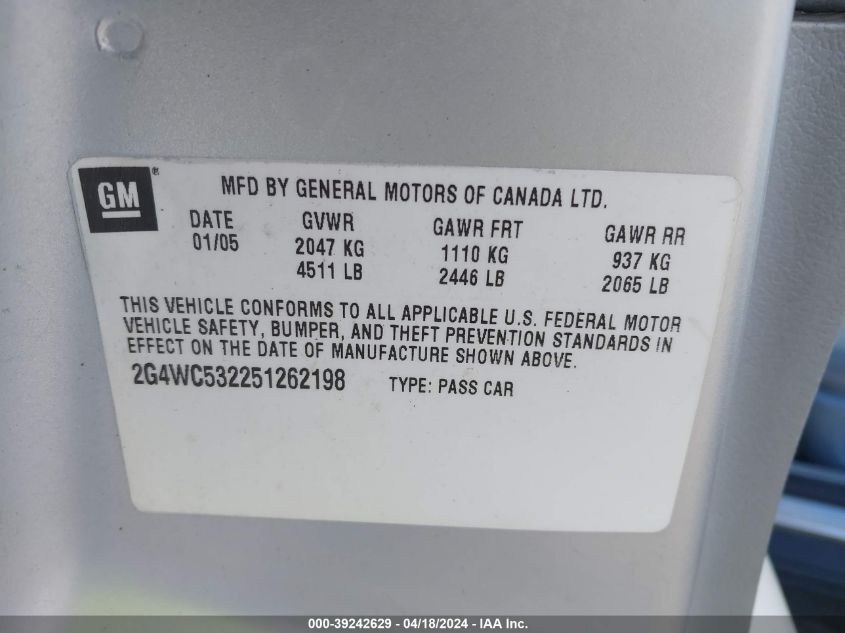 GM®
MFD BY GENERAL MOTORS OF CANADA LTD.
DATE GVWR GAWR FRT GAWR RR
01/05 2047 KG 1110 KG 937 KG
4511 LB 2446 LB 2065 LB
THIS VEHICLE CONFORMS TO ALL APPLICABLE U.S. FEDERAL MOTOR
VEHICLE SAFETY, BUMPER, AND THEFT PREVENTION STANDARDS IN
EFFECT ON THE DATE OF MANUFACTURE SHOWN ABOVE.
2G4WC532251262198 TYPE: PASS CAR
000-39242629 - 04/18/2024 - IAA Inc.